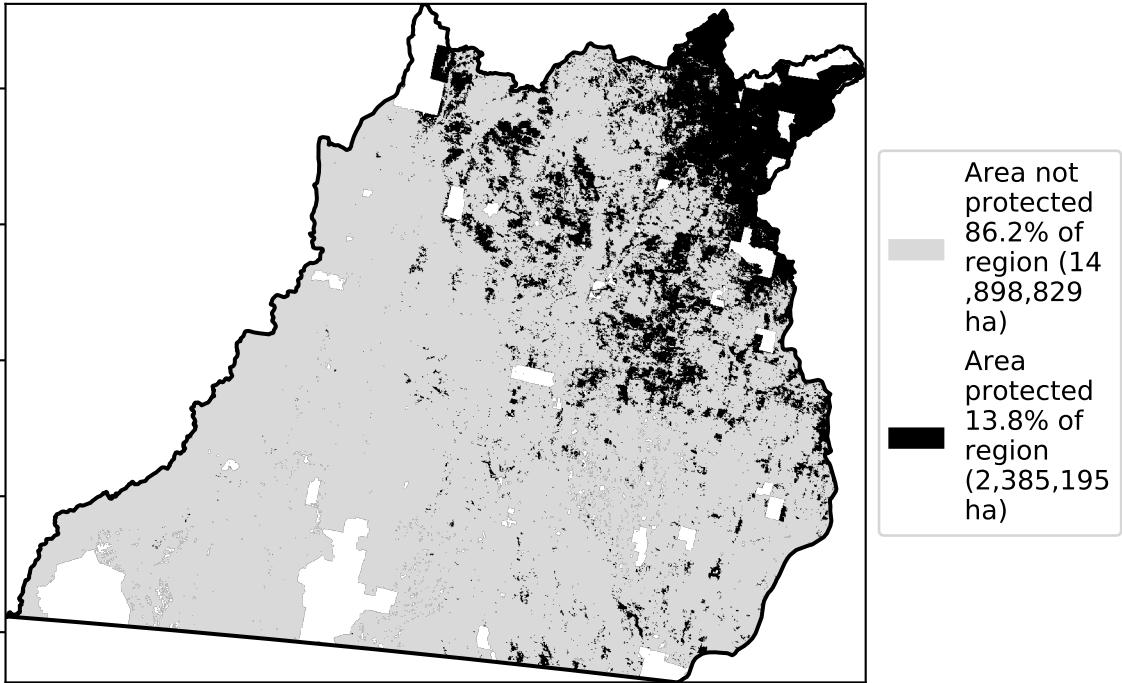 Area not
protected
86.2% of
region (14
,898,829
ha)
Area
protected
13.8% of
region
(2,385,195
ha)